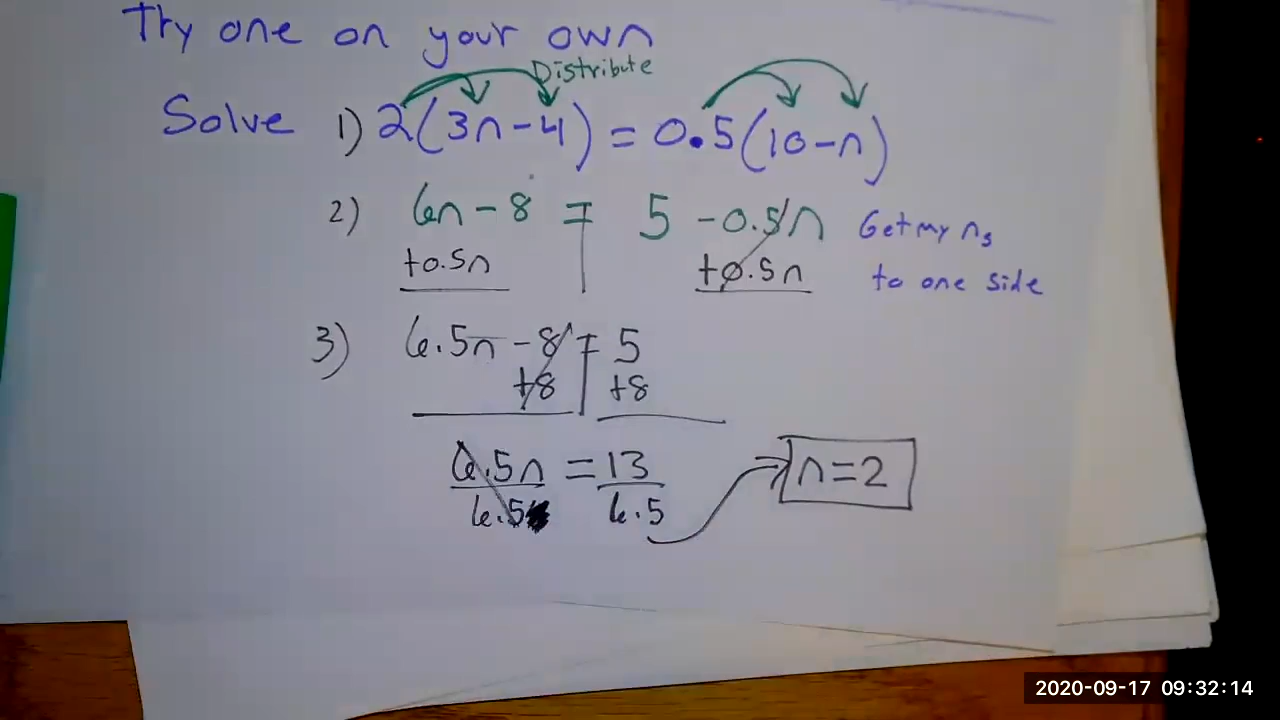 Try one on your own
Distribute
Solve 1) 2(3n-4) = 0.5(10-n)
2) 6n-8 = 5 -0.5n Get my ns
+0.5n +0.5n to one side
3) 6.5n-8 = 5
+8 +8
6.5n = 13
6.5 6.5
n=2
2020-09-17 09:32:14